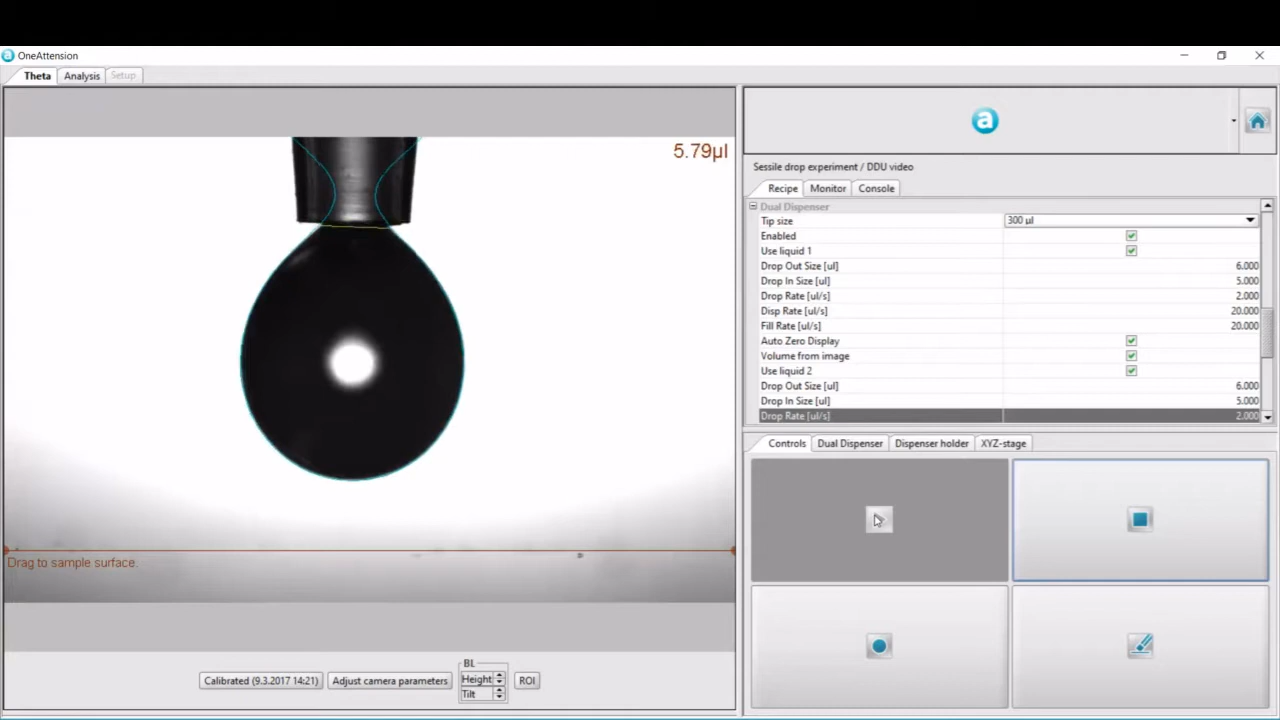 OneAttension
Theta Analysis Setup
5.79µl
Drag to sample surface.
Calibrated (9.3.2017 14:21) Adjust camera parameters BL Height Tilt ROI
a
Sessile drop experiment / DDU video
Recipe Monitor Console
Dual Dispenser
Tip size 300 µl
Enabled
Use liquid 1
Drop Out Size [ul] 6.000
Drop In Size [ul] 5.000
Drop Rate [ul/s] 2.000
Disp Rate [ul/s] 20.000
Fill Rate [ul/s] 20.000
Auto Zero Display
Volume from image
Use liquid 2
Drop Out Size [ul] 6.000
Drop In Size [ul] 5.000
Drop Rate [ul/s] 2.000
Controls Dual Dispenser Dispenser holder XYZ-stage